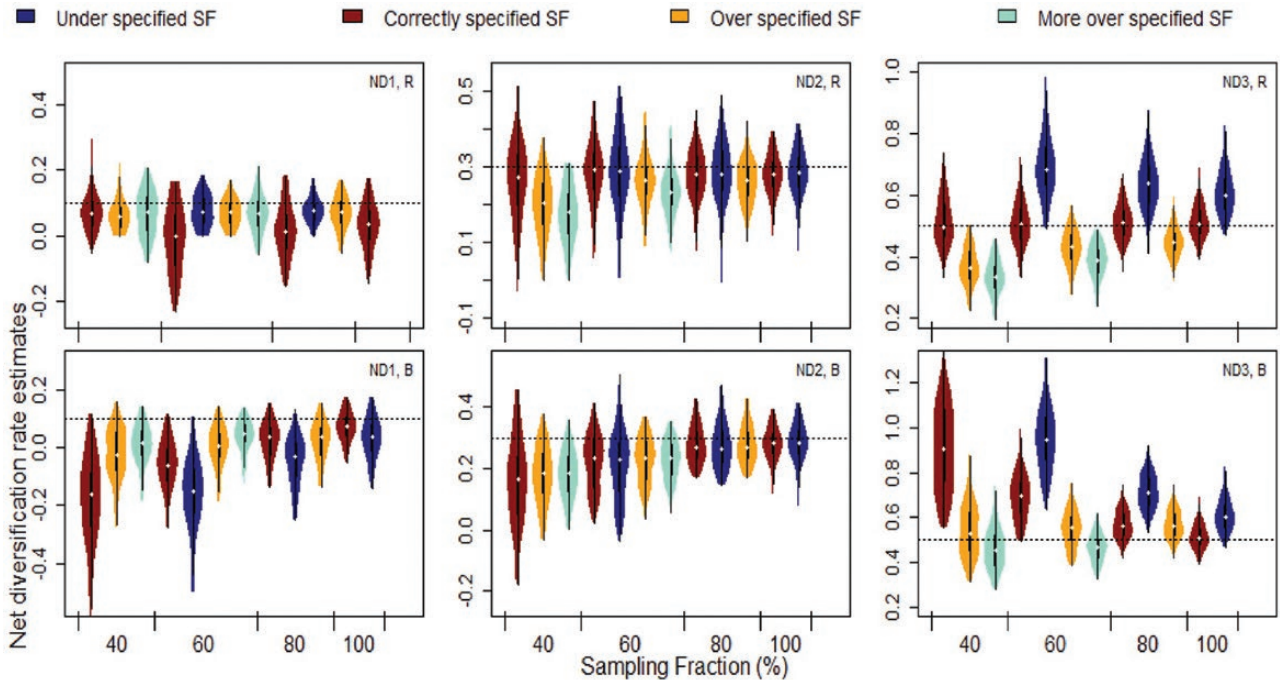 Under specified SF Correctly specified SF Over specified SF More over specified SF
ND1, R
0.4
0.2
0.0
-0.2
ND2, R
0.5
0.3
0.1
-0.1
ND3, R
1.0
0.8
0.6
0.4
0.2
Net diversification rate estimates
ND1, B
0.2
0.0
-0.2
-0.4
ND2, B
0.4
0.2
0.0
-0.2
ND3, B
1.2
1.0
0.8
0.6
0.4
0.2
40 60 80 100
40 60 80 100
40 60 80 100
Sampling Fraction (%)